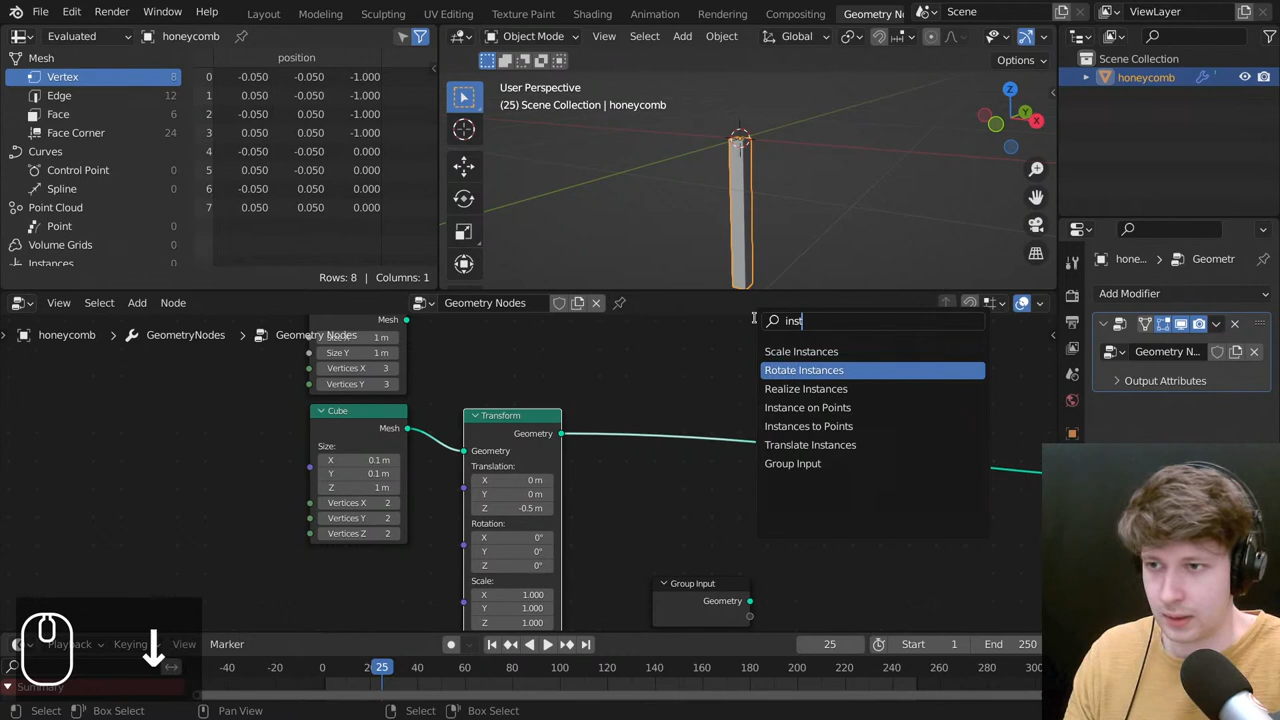 File Edit Render Window Help Layout Modeling Sculpting UV Editing Texture Paint Shading Animation Rendering Compositing Geometry No Scene ViewLayer
Evaluated honeycomb
Mesh position
Vertex 8
Edge 12
Face 6
Face Corner 24
Curves
Control Point 0
Spline 0
Point Cloud
Point 0
Volume Grids 0
Instances 0
0 -0.050 -0.050 -1.000
1 0.050 -0.050 -1.000
2 -0.050 0.050 -1.000
3 0.050 0.050 -1.000
4 -0.050 -0.050 0.000
5 0.050 -0.050 0.000
6 -0.050 0.050 0.000
7 0.050 0.050 0.000
Rows: 8 | Columns: 1
Object Mode View Select Add Object Global
Options
User Perspective
(25) Scene Collection | honeycomb
Z
Y
X
Scene Collection
honeycomb
hone... Geometr
Add Modifier
Geometry N...
Output Attributes
View Select Add Node Geometry Nodes
honeycomb GeometryNodes Geometry Nodes
Mesh
Size X 1 m
Size Y 1 m
Vertices X 3
Vertices Y 3
Cube
Mesh
Size:
X 0.1 m
Y 0.1 m
Z 1 m
Vertices X 2
Vertices Y 2
Vertices Z 2
Transform
Geometry
Geometry
Translation:
X 0 m
Y 0 m
Z -0.5 m
Rotation:
X 0°
Y 0°
Z 0°
Scale:
X 1.000
Y 1.000
Z 1.000
Group Input
Geometry
inst
Scale Instances
Rotate Instances
Realize Instances
Instance on Points
Instances to Points
Translate Instances
Group Input
Playback Keying View Marker 25 Start 1 End 250
-40 -20 0 25 40 60 80 100 120 140 160 180 200 220 240 260 280 300
Summary
Select Box Select Pan View Select Box Select